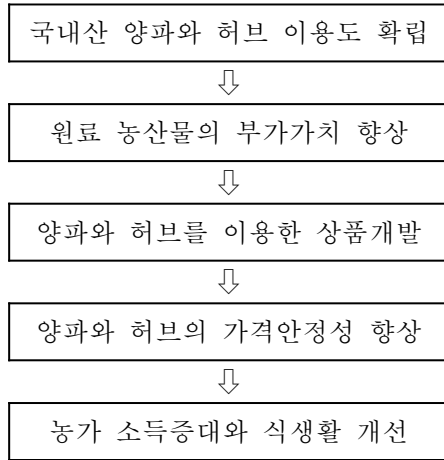 국내산 양파와 허브 이용도 확립
⇩
원료 농산물의 부가가치 향상
⇩
양파와 허브를 이용한 상품개발
⇩
양파와 허브의 가격안정성 향상
⇩
농가 소득증대와 식생활 개선